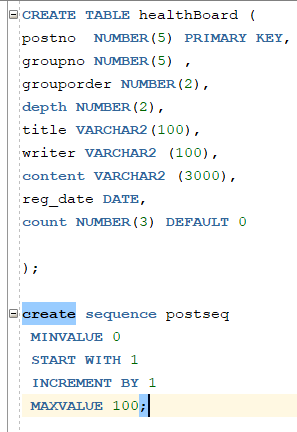 CREATE TABLE healthBoard (
postno  NUMBER(5) PRIMARY KEY,
groupno NUMBER(5) ,
grouporder NUMBER(2),
depth NUMBER(2),
title VARCHAR2(100),
writer VARCHAR2 (100),
content VARCHAR2 (3000),
reg_date DATE,
count NUMBER(3) DEFAULT 0
);
create sequence postseq
MINVALUE 0
START WITH 1
INCREMENT BY 1
MAXVALUE 100;